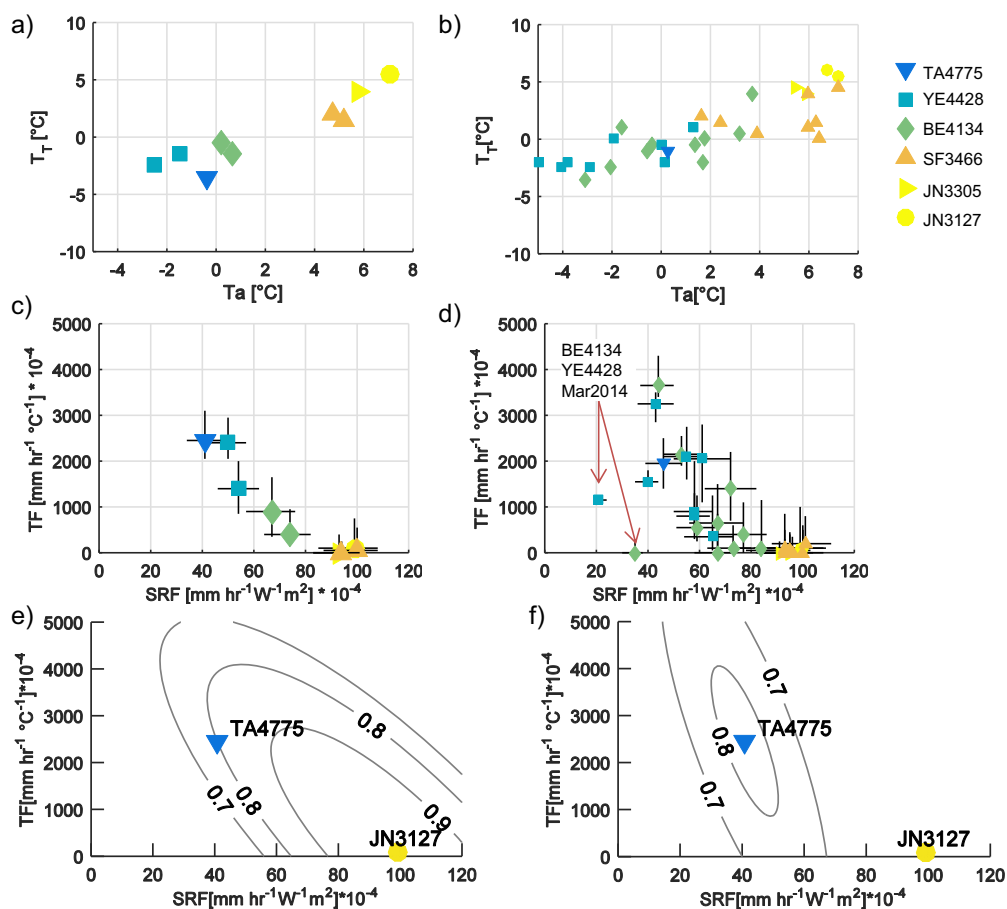 a)
10
5
0
-5
-10
T_T [°C]
-4 -2 0 2 4 6 8
Ta [°C]
b)
10
5
0
-5
-10
T_T[°C]
-4 -2 0 2 4 6 8
Ta[°C]
TA4775
YE4428
BE4134
SF3466
JN3305
JN3127
c)
5000
4000
3000
2000
1000
0
TF [mm hr⁻¹ °C⁻¹] * 10⁻⁴
0 20 40 60 80 100 120
SRF [mm hr⁻¹W⁻¹m²] * 10⁻⁴
d)
5000
4000
3000
2000
1000
0
TF [mm hr⁻¹ °C⁻¹] *10⁻⁴
BE4134
YE4428
Mar2014
0 20 40 60 80 100 120
SRF [mm hr⁻¹W⁻¹m²] * 10⁻⁴
e)
5000
4000
3000
2000
1000
0
TF[mm hr⁻¹ °C⁻¹]*10⁻⁴
0.7
0.8
0.8
0.9
TA4775
JN3127
0 20 40 60 80 100 120
SRF[mm hr⁻¹W⁻¹m²]*10⁻⁴
f)
5000
4000
3000
2000
1000
0
TF[mm hr⁻¹ °C⁻¹]*10⁻⁴
0.7
0.8
0.7
TA4775
JN3127
0 20 40 60 80 100 120
SRF[mm hr⁻¹W⁻¹m²]*10⁻⁴